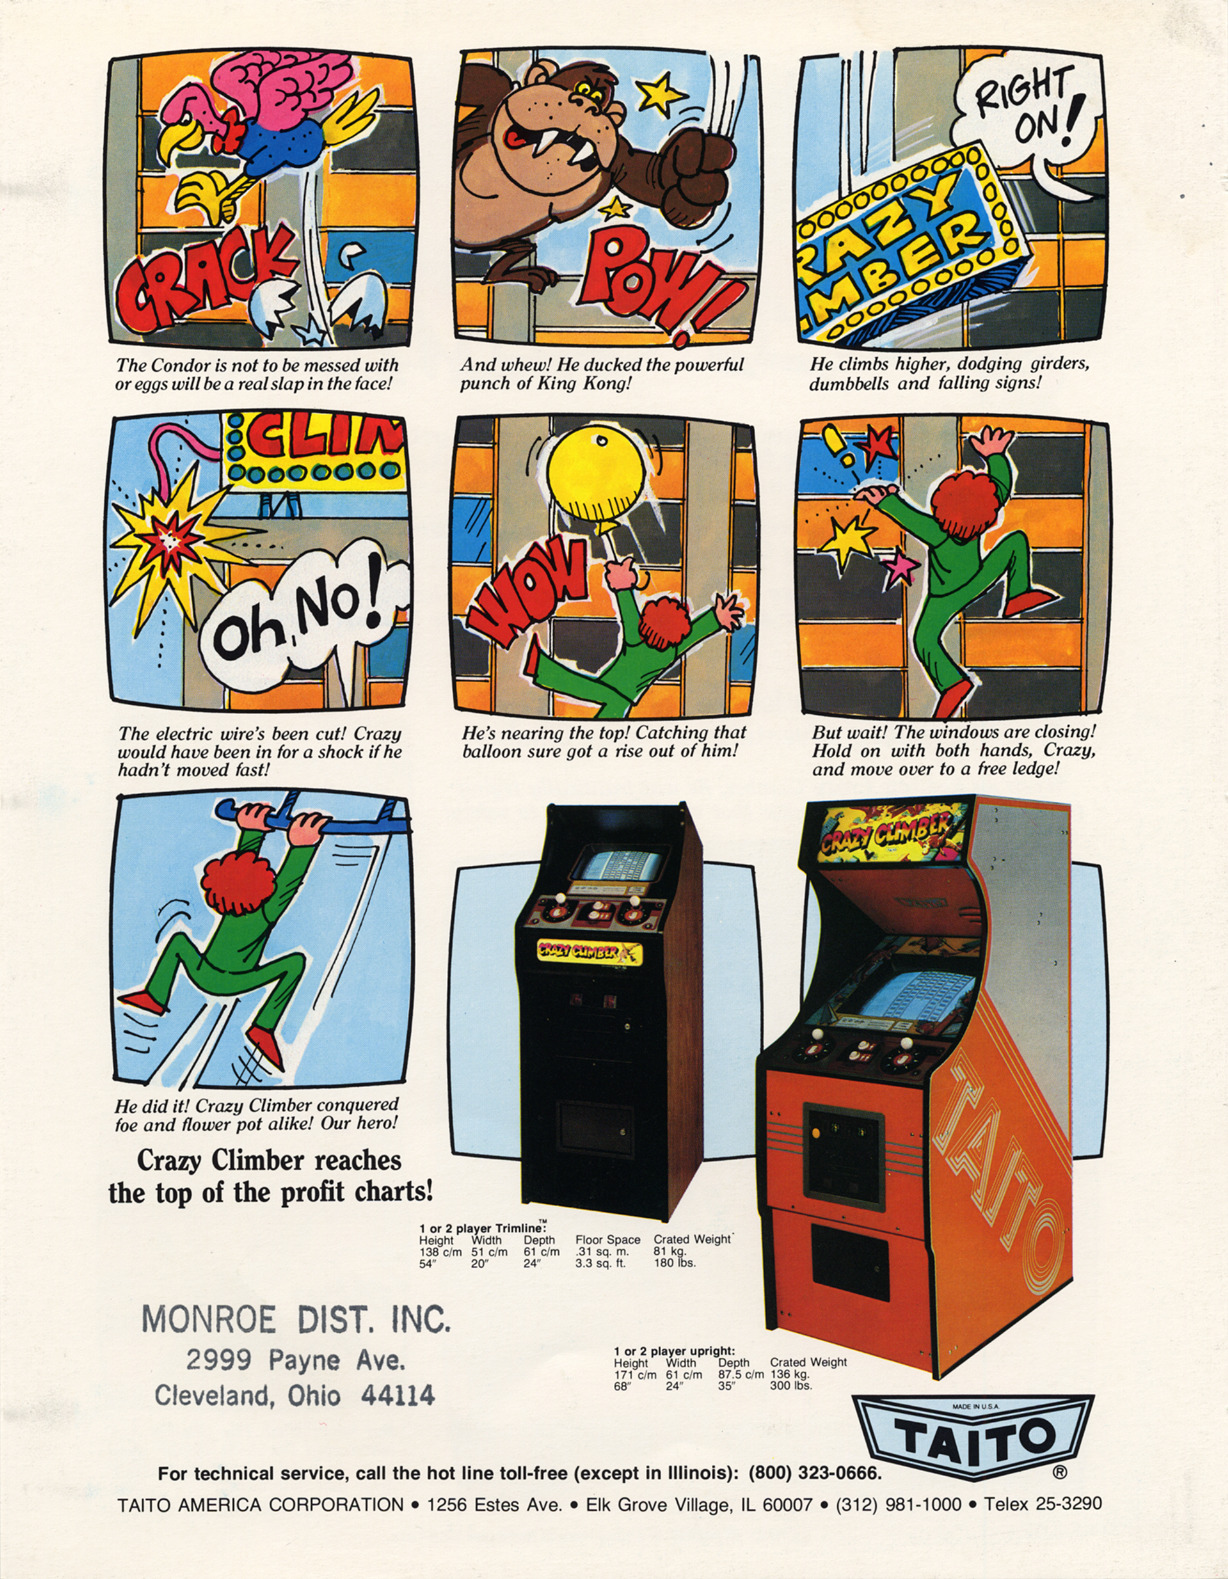 CRACK
The Condor is not to be messed with
or eggs will be a real slap in the face!
POW!!
And whew! He ducked the powerful
punch of King Kong!
RIGHT
ON!
RAZY
MBER
He climbs higher, dodging girders,
dumbbells and falling signs!
CLIM
Oh, No!
The electric wire's been cut! Crazy
would have been in for a shock if he
hadn't moved fast!
WOW
He's nearing the top! Catching that
balloon sure got a rise out of him!
!
But wait! The windows are closing!
Hold on with both hands, Crazy,
and move over to a free ledge!
He did it! Crazy Climber conquered
foe and flower pot alike! Our hero!
Crazy Climber reaches
the top of the profit charts!
CRAZY CLIMBER
CRAZY CLIMBER
TAITO
1 or 2 player Trimline™:
Height Width Depth Floor Space Crated Weight
138 c/m 51 c/m 61 c/m .31 sq. m. 81 kg.
54" 20" 24" 3.3 sq. ft. 180 lbs.
MONROE DIST. INC.
2999 Payne Ave.
Cleveland, Ohio 44114
1 or 2 player upright:
Height Width Depth Crated Weight
171 c/m 61 c/m 87.5 c/m 136 kg.
68" 24" 35" 300 lbs.
MADE IN U.S.A.
TAITO
®
For technical service, call the hot line toll-free (except in Illinois): (800) 323-0666.
TAITO AMERICA CORPORATION • 1256 Estes Ave. • Elk Grove Village, IL 60007 • (312) 981-1000 • Telex 25-3290